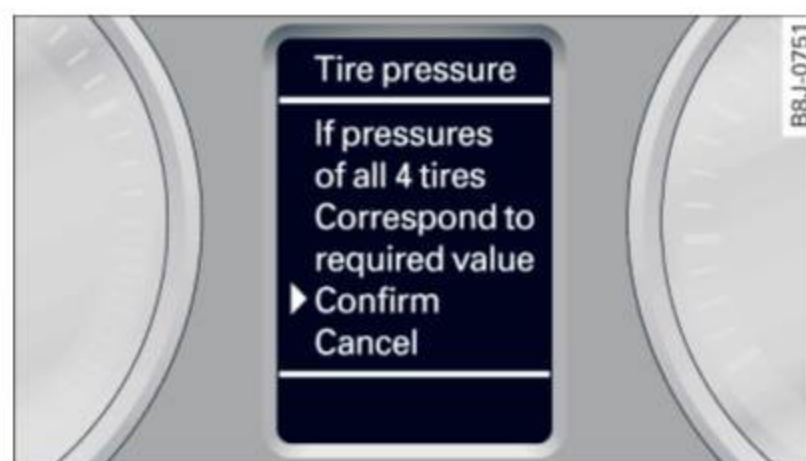 Tire pressure
If pressures
of all 4 tires
Correspond to
required value
Confirm
Cancel
B8J-0751